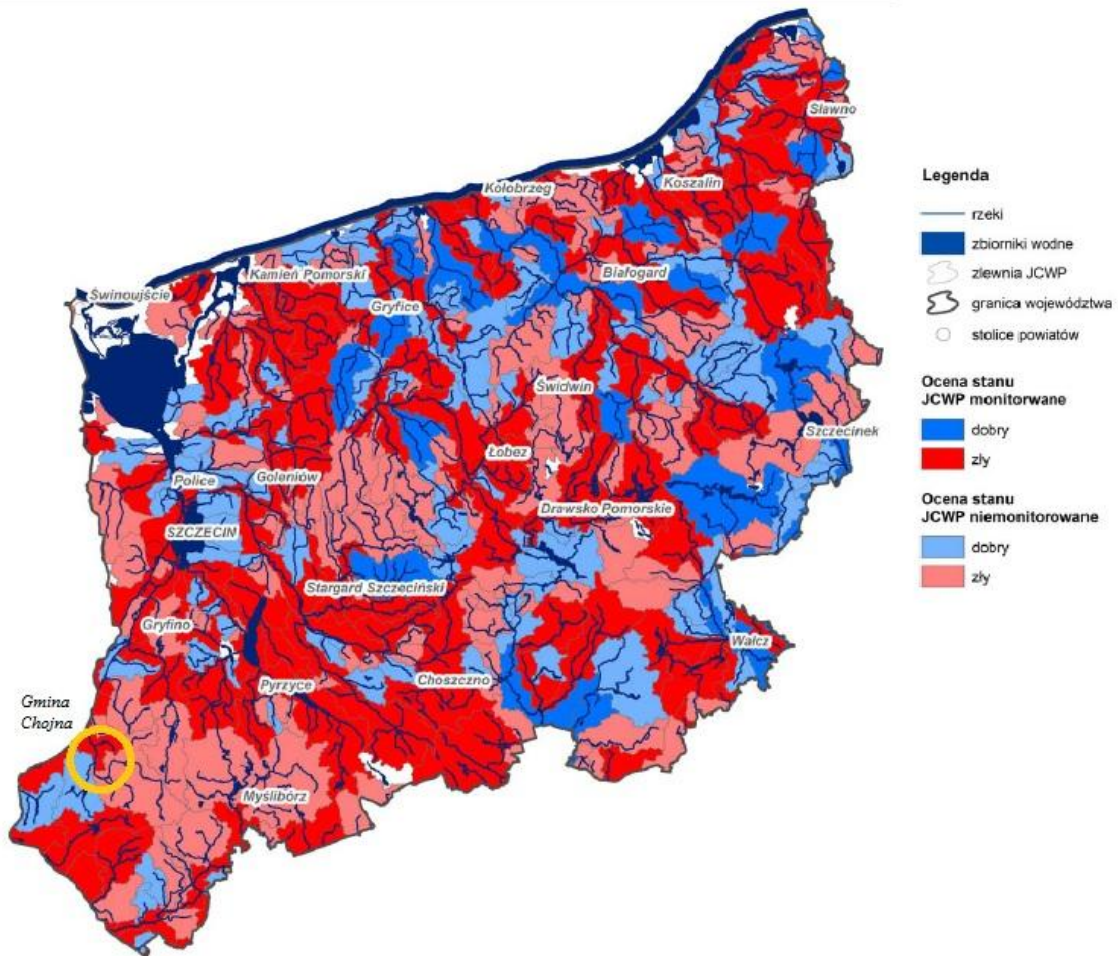 Sławno
Koszalin
Kołobrzeg
Białogard
Kamień Pomorski
Świnoujście
Gryfice
Świdwin
Szczecinek
Łobez
Police
Goleniów
Drawsko Pomorskie
SZCZECIN
Stargard Szczeciński
Gryfino
Wałcz
Choszczno
Pyrzyce
Gmina
Chojna
Myślibórz
Legenda
rzeki
zbiorniki wodne
zlewnia JCWP
granica województwa
stolice powiatów
Ocena stanu
JCWP monitorwane
dobry
zły
Ocena stanu
JCWP niemonitorowane
dobry
zły